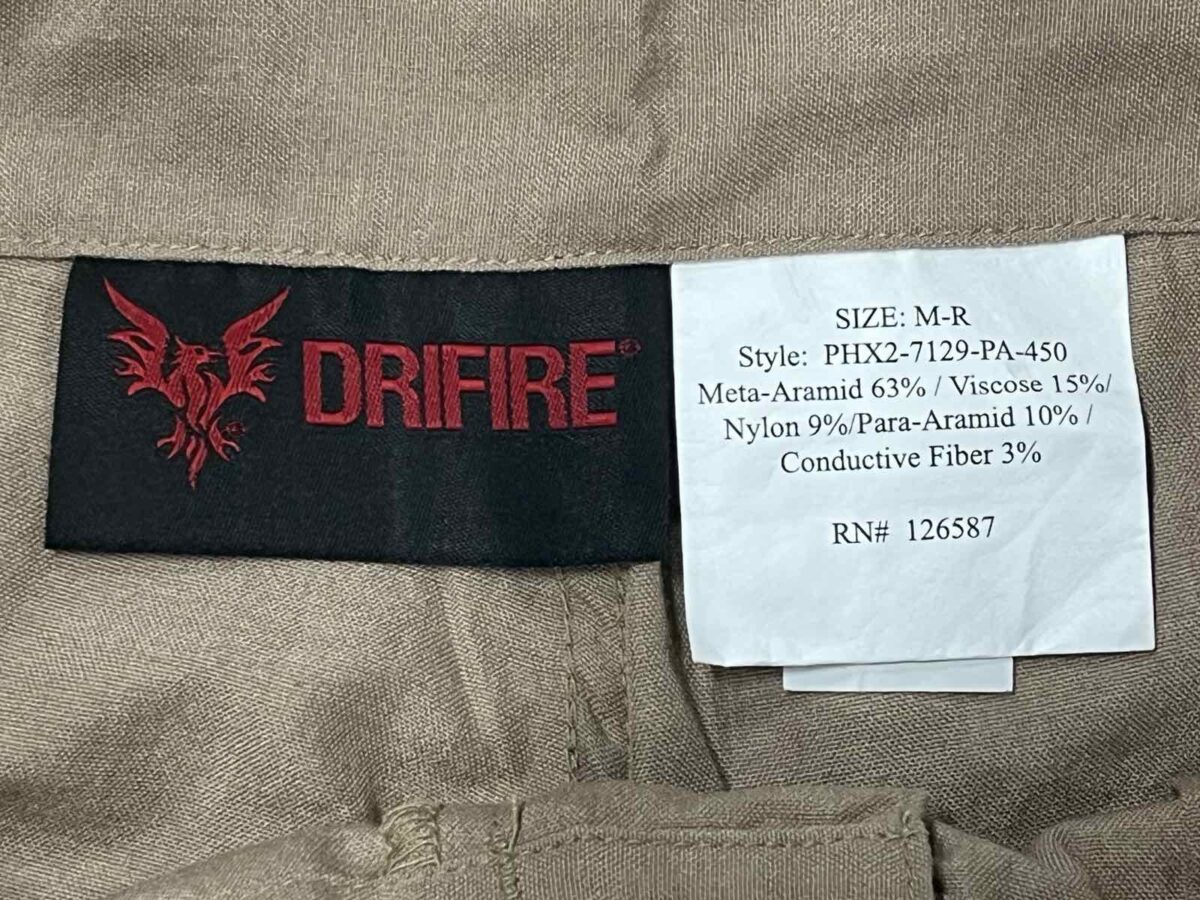 DRIFIRE®
SIZE: M-R
Style: PHX2-7129-PA-450
Meta-Aramid 63% / Viscose 15%/
Nylon 9%/Para-Aramid 10% /
Conductive Fiber 3%
RN# 126587